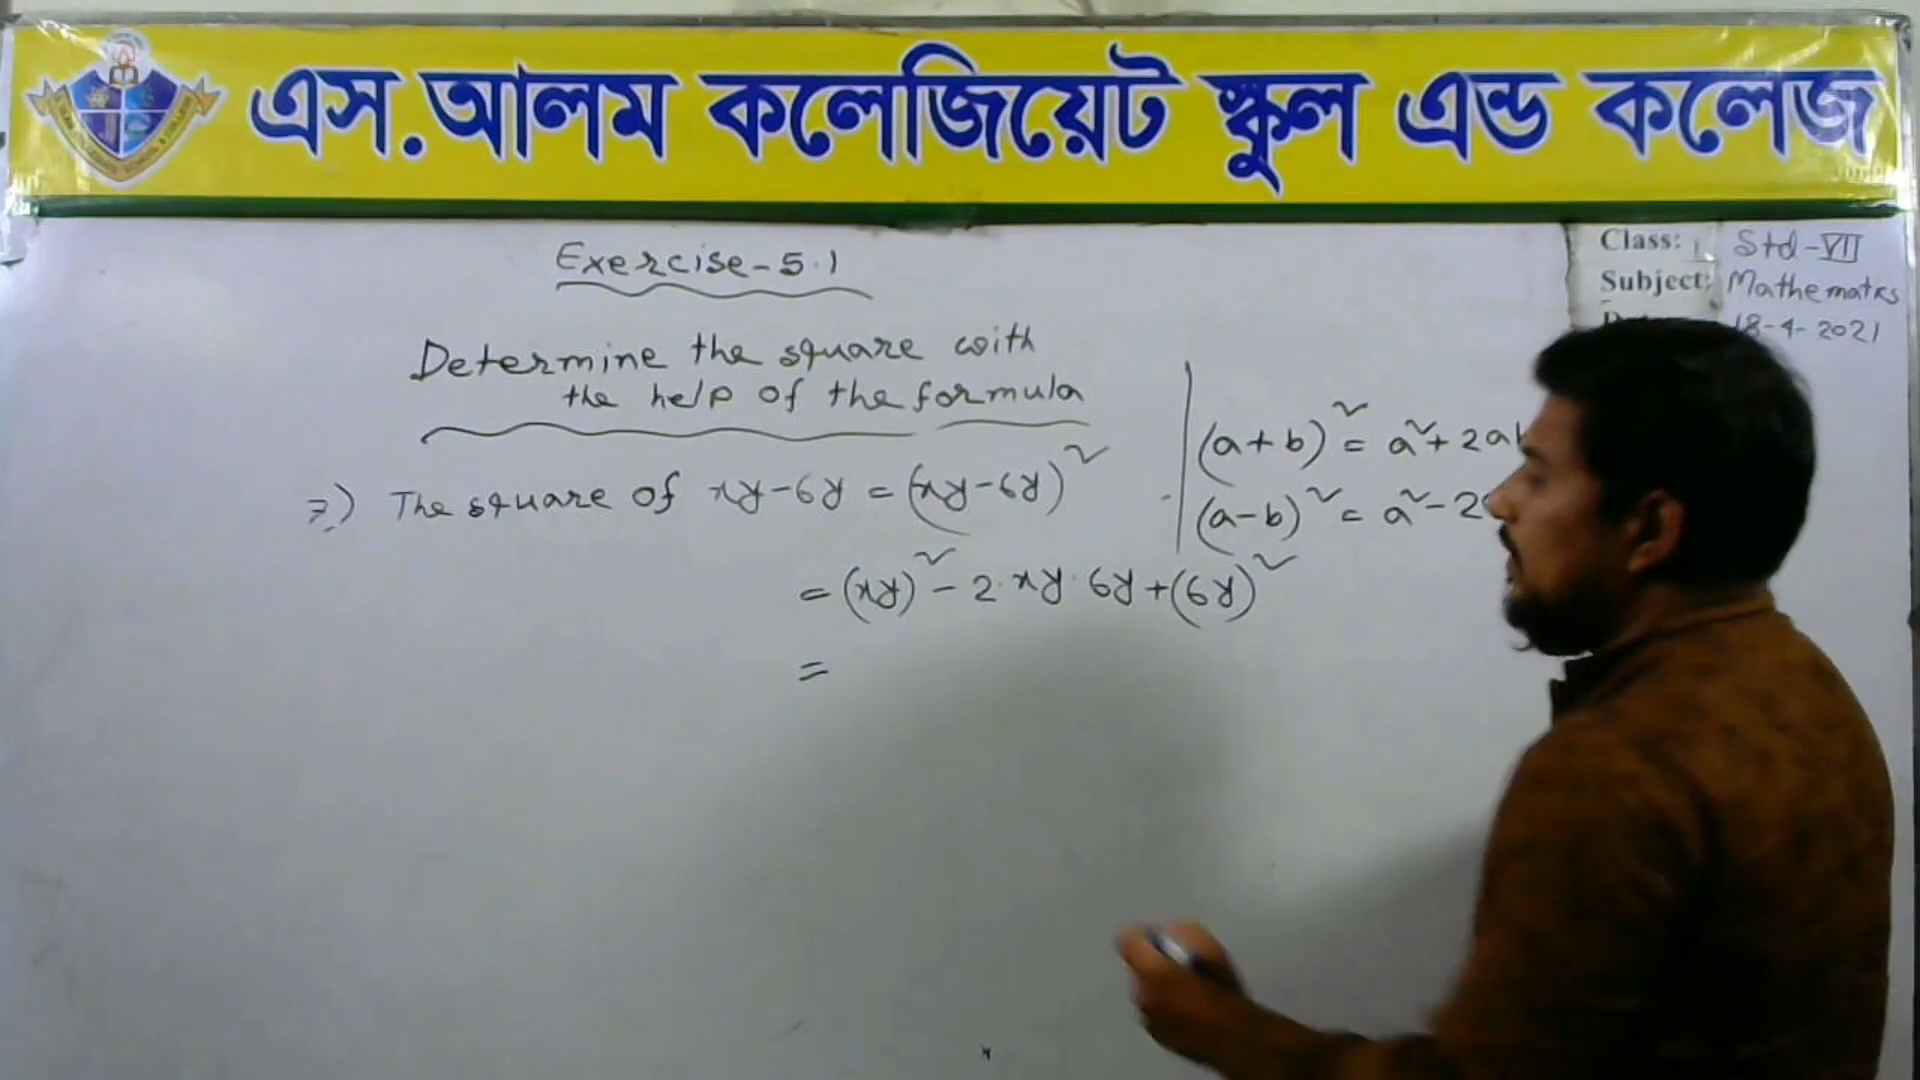 এস.আলম কলেজিয়েট স্কুল এন্ড কলেজ
Class: Std-VII
Subject: Mathematics
18-4-2021
Exercise-5.1
Determine the square with
the help of the formula
(a+b)² = a²+2ab
(a-b)² = a²-2
7.) The square of xy-6y = (xy-6y)²
= (xy)² - 2.xy.6y+(6y)²
=